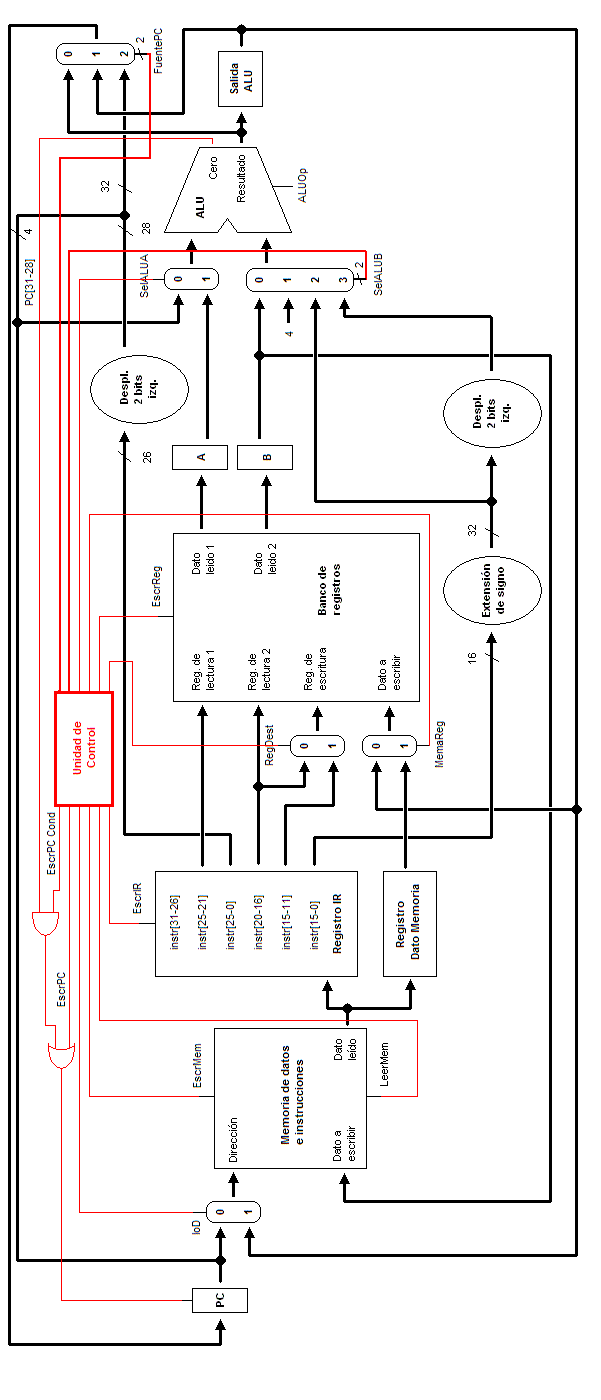 PC
IoD
0
1
EscrPC
EscrPC Cond
Dirección
Memoria de datos
e instrucciones
Dato a
escribir
Dato
leído
EscrMem
LeerMem
EscrIR
instr[31-26]
instr[25-21]
instr[25-0]
instr[20-16]
instr[15-11]
instr[15-0]
Registro IR
Registro
Dato Memoria
Unidad de
Control
RegDest
0
1
MemaReg
0
1
EscrReg
Reg. de
lectura 1
Reg. de
lectura 2
Reg. de
escritura
Dato a
escribir
Banco de
registros
Dato
leído 1
Dato
leído 2
16
Extensión
de signo
32
Despl.
2 bits
izq.
A
B
26
Despl.
2 bits
izq.
28
32
PC[31-28]
4
SelALUA
0
1
4
0
1
2
3
SelALUB
2
ALU
Cero
Resultado
ALUOp
Salida
ALU
0
1
2
FuentePC
2